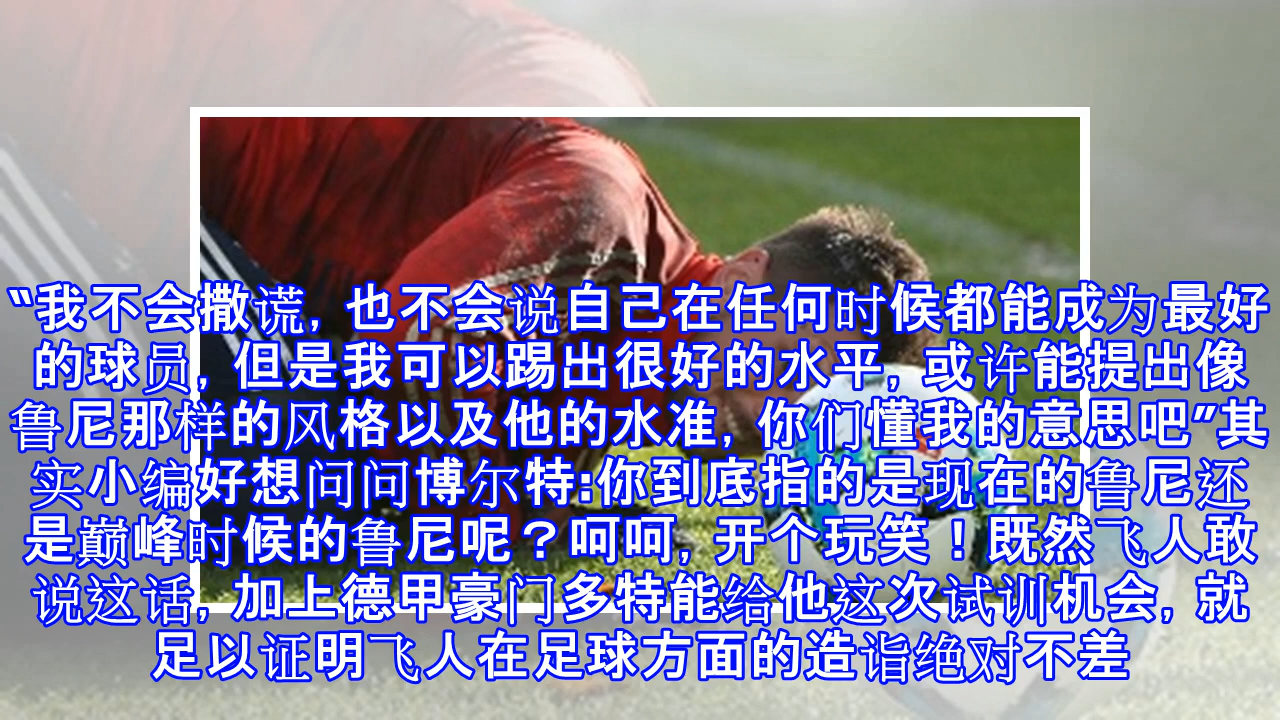 “我不会撒谎, 也不会说自己在任何时候都能成为最好
的球员, 但是我可以踢出很好的水平, 或许能提出像
鲁尼那样的风格以及他的水准, 你们懂我的意思吧”其
实小编好想问问博尔特:你到底指的是现在的鲁尼还
是巅峰时候的鲁尼呢？呵呵, 开个玩笑！既然飞人敢
说这话, 加上德甲豪门多特能给他这次试训机会, 就
足以证明飞人在足球方面的造诣绝对不差